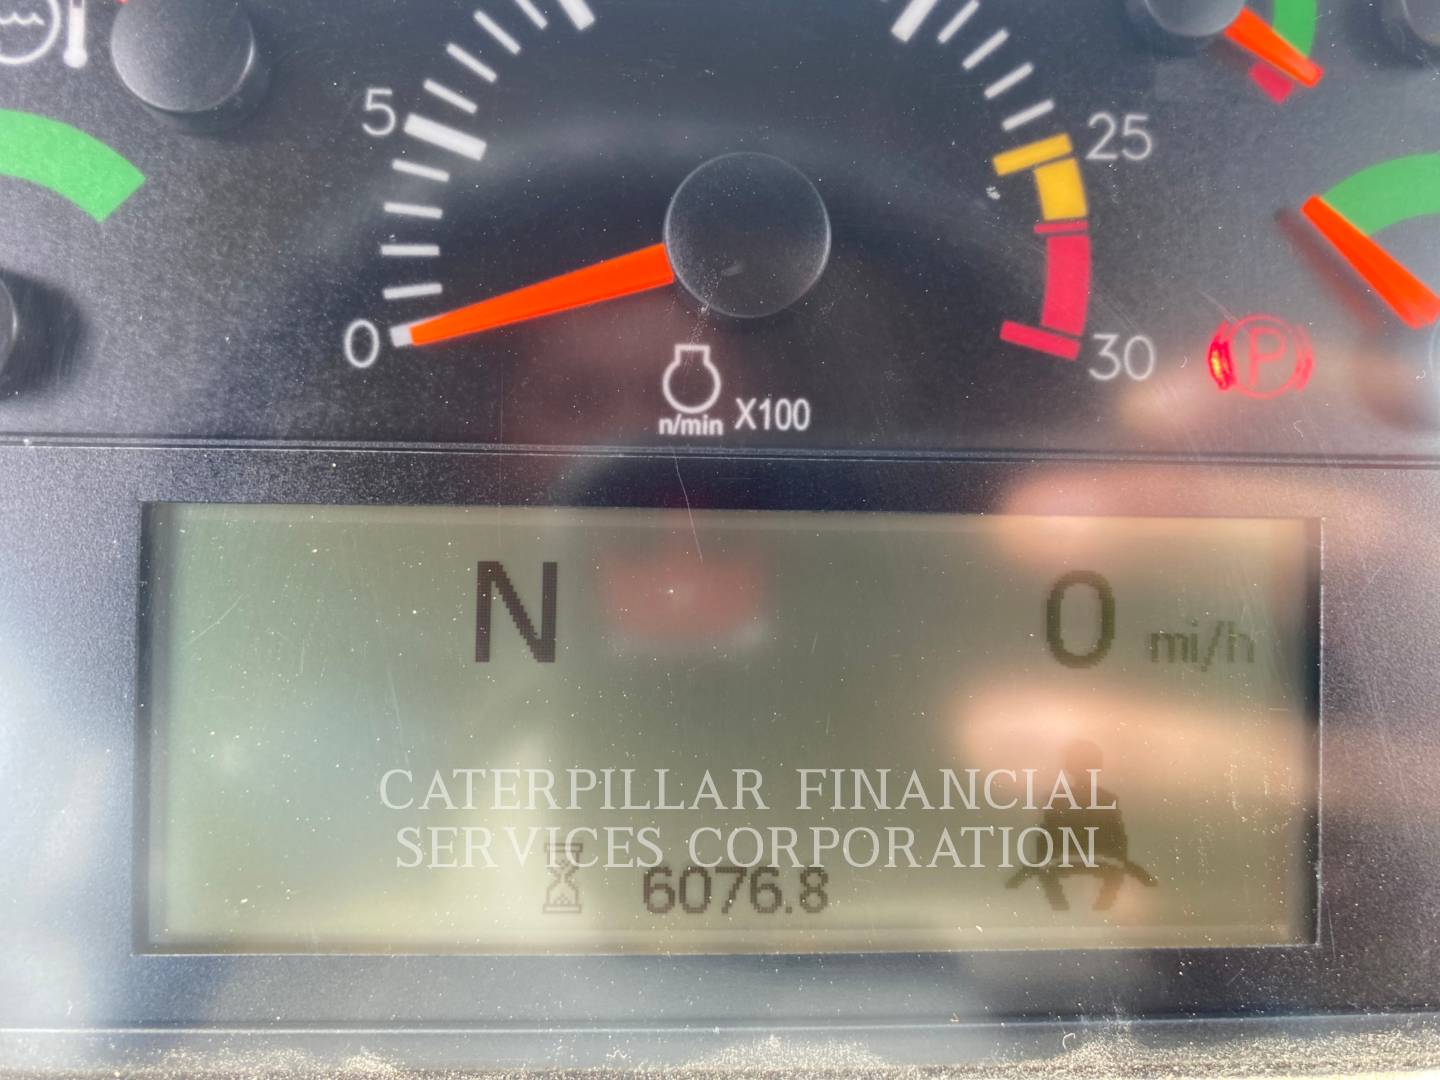 5
25
0
30
n/min X100
P
N 0 mi/h
CATERPILLAR FINANCIAL
SERVICES CORPORATION
6076.8